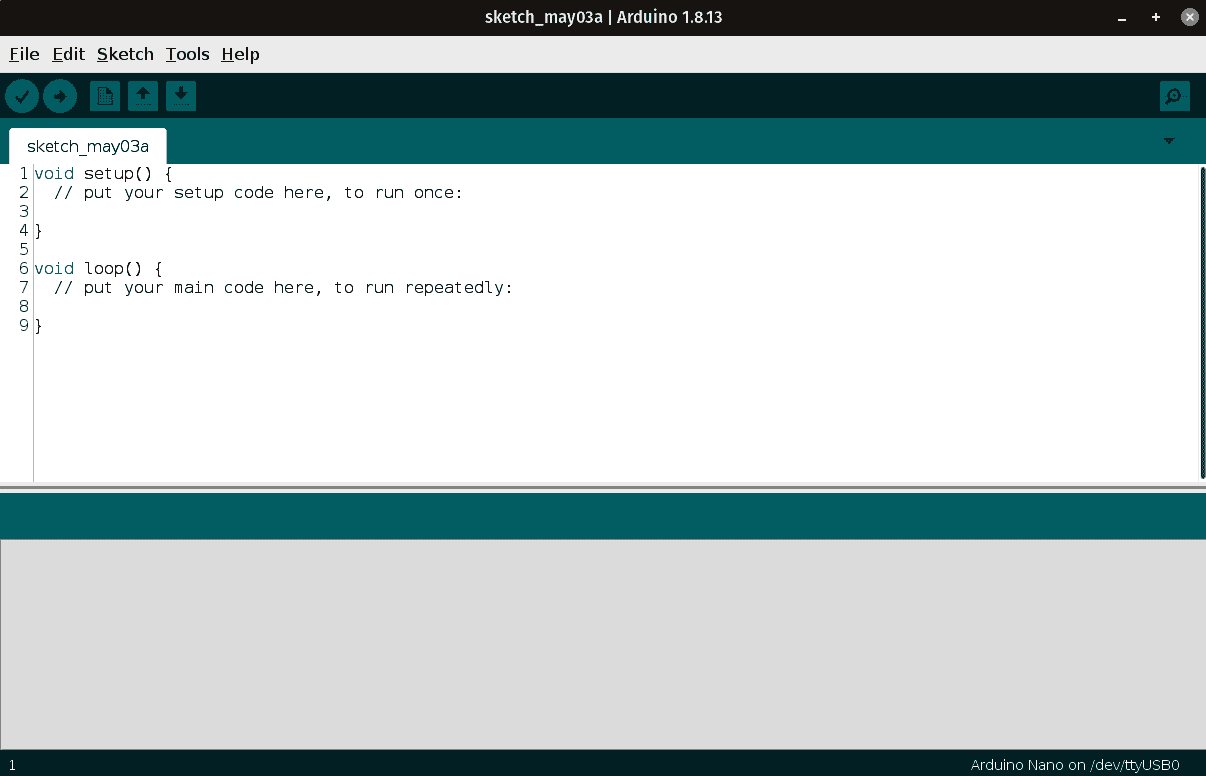 sketch_may03a | Arduino 1.8.13
File Edit Sketch Tools Help
sketch_may03a
1 void setup() {
2   // put your setup code here, to run once:
3
4 }
5
6 void loop() {
7   // put your main code here, to run repeatedly:
8
9 }
1 Arduino Nano on /dev/ttyUSB0